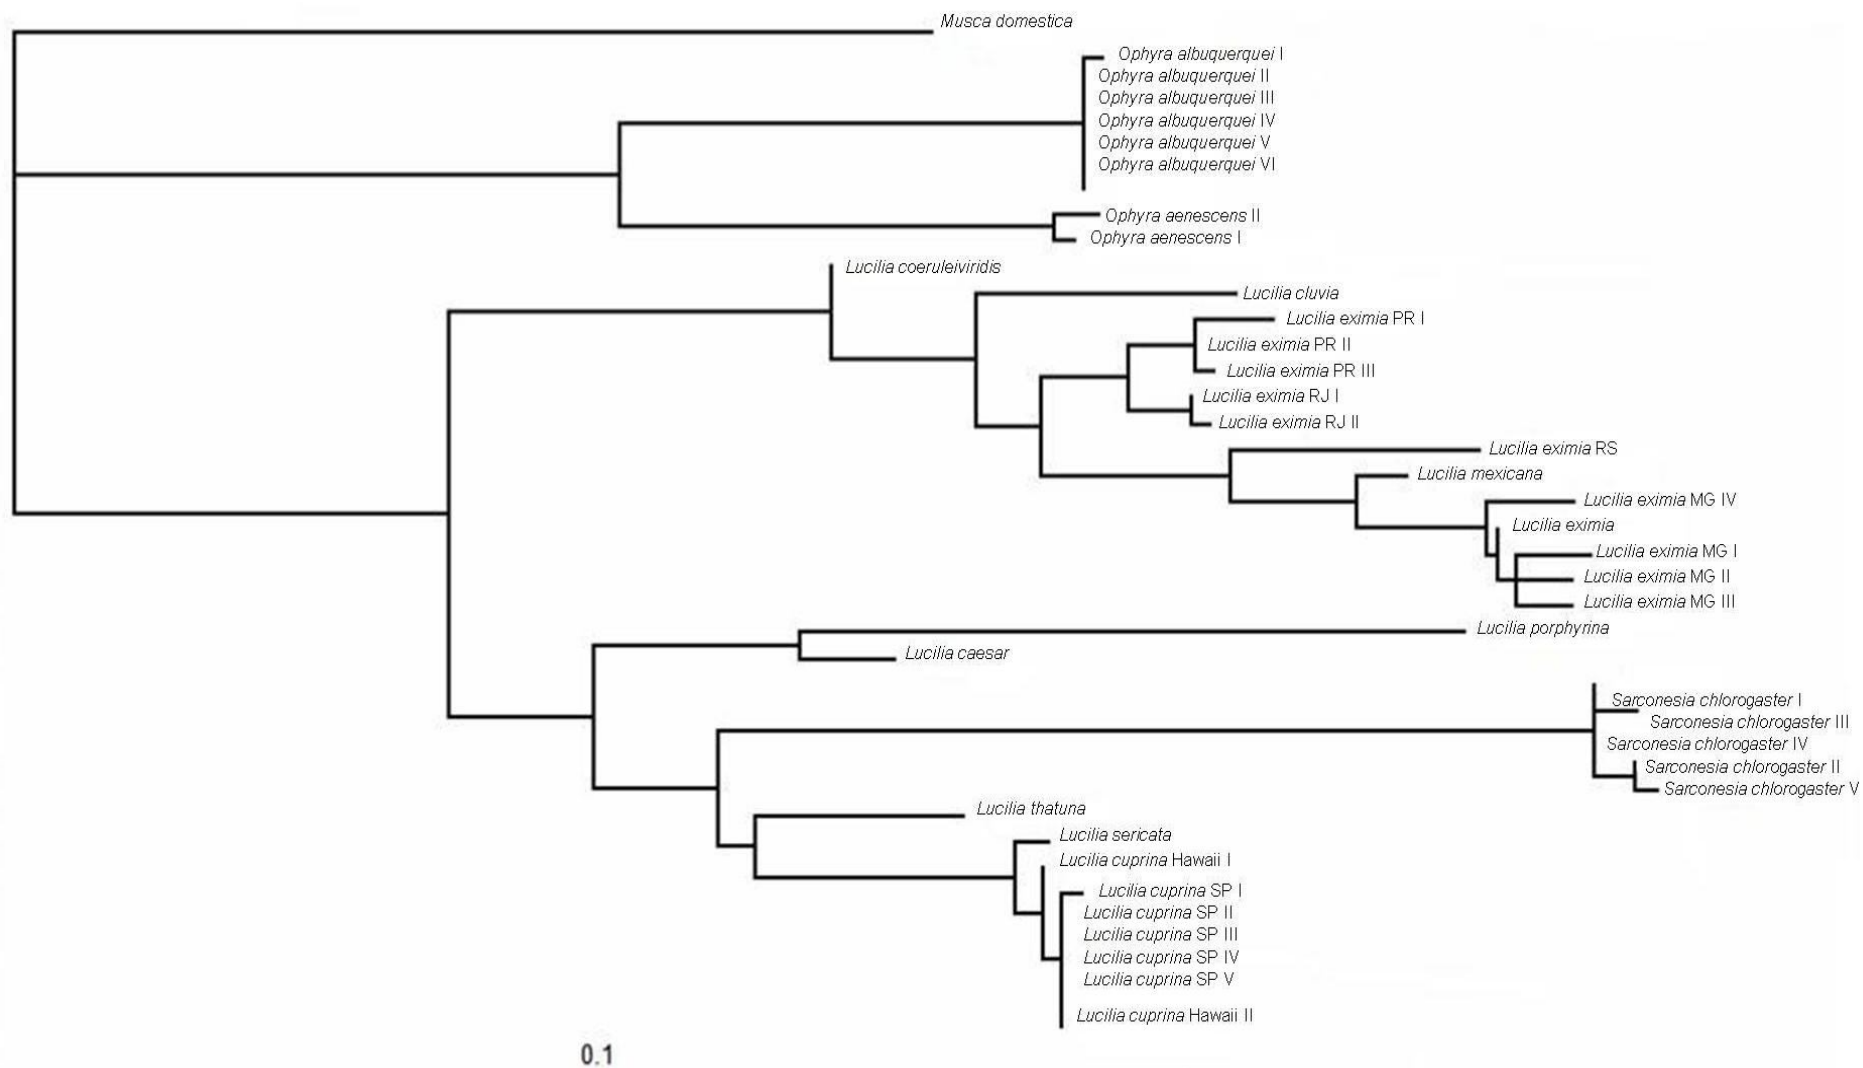 Musca domestica
Ophyra albuquerquei I
Ophyra albuquerquei II
Ophyra albuquerquei III
Ophyra albuquerquei IV
Ophyra albuquerquei V
Ophyra albuquerquei VI
Ophyra aenescens II
Ophyra aenescens I
Lucilia coeruleiviridis
Lucilia cluvia
Lucilia eximia PR I
Lucilia eximia PR II
Lucilia eximia PR III
Lucilia eximia RJ I
Lucilia eximia RJ II
Lucilia eximia RS
Lucilia mexicana
Lucilia eximia MG IV
Lucilia eximia
Lucilia eximia MG I
Lucilia eximia MG II
Lucilia eximia MG III
Lucilia porphyrina
Lucilia caesar
Sarconesia chlorogaster I
Sarconesia chlorogaster III
Sarconesia chlorogaster IV
Sarconesia chlorogaster II
Sarconesia chlorogaster V
Lucilia thatuna
Lucilia sericata
Lucilia cuprina Hawaii I
Lucilia cuprina SP I
Lucilia cuprina SP II
Lucilia cuprina SP III
Lucilia cuprina SP IV
Lucilia cuprina SP V
Lucilia cuprina Hawaii II
0.1